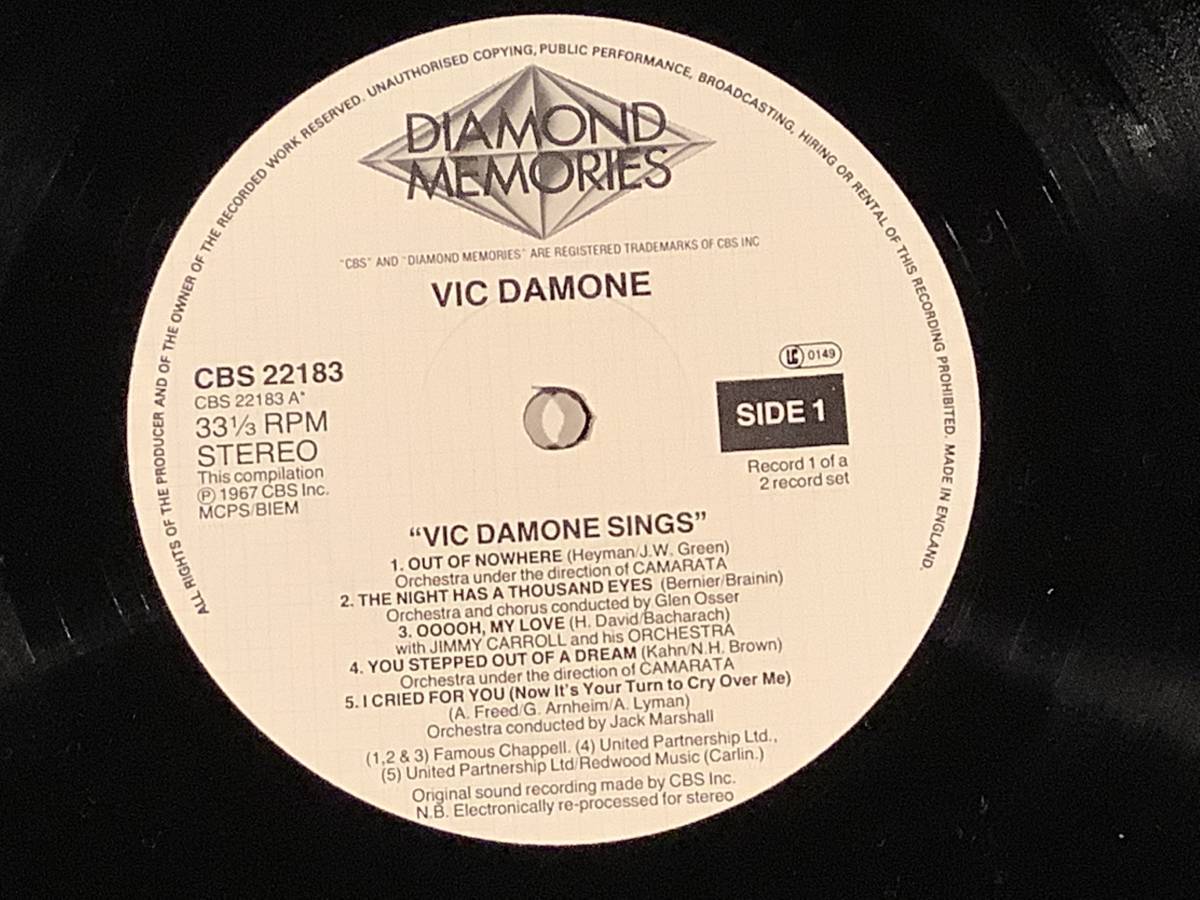 ALL RIGHTS OF THE PRODUCER AND OF THE OWNER OF THE RECORDED WORK RESERVED. UNAUTHORISED COPYING, PUBLIC PERFORMANCE, BROADCASTING, HIRING OR RENTAL OF THIS RECORDING PROHIBITED. MADE IN ENGLAND.
DIAMOND
MEMORIES
"CBS" AND "DIAMOND MEMORIES" ARE REGISTERED TRADEMARKS OF CBS INC
VIC DAMONE
CBS 22183
CBS 22183 A*
33⅓ RPM
STEREO
This compilation
℗ 1967 CBS Inc.
MCPS/BIEM
LC 0149
SIDE 1
Record 1 of a
2 record set
“VIC DAMONE SINGS”
1. OUT OF NOWHERE (Heyman/J.W. Green)
Orchestra under the direction of CAMARATA
2. THE NIGHT HAS A THOUSAND EYES (Bernier/Brainin)
Orchestra and chorus conducted by Glen Osser
3. OOOOH, MY LOVE (H. David/Bacharach)
with JIMMY CARROLL and his ORCHESTRA
4. YOU STEPPED OUT OF A DREAM (Kahn/N.H. Brown)
Orchestra under the direction of CAMARATA
5. I CRIED FOR YOU (Now It's Your Turn to Cry Over Me)
(A. Freed/G. Arnheim/A. Lyman)
Orchestra conducted by Jack Marshall
(1,2 & 3) Famous Chappell. (4) United Partnership Ltd.,
(5) United Partnership Ltd/Redwood Music (Carlin.)
Original sound recording made by CBS Inc.
N.B. Electronically re-processed for stereo